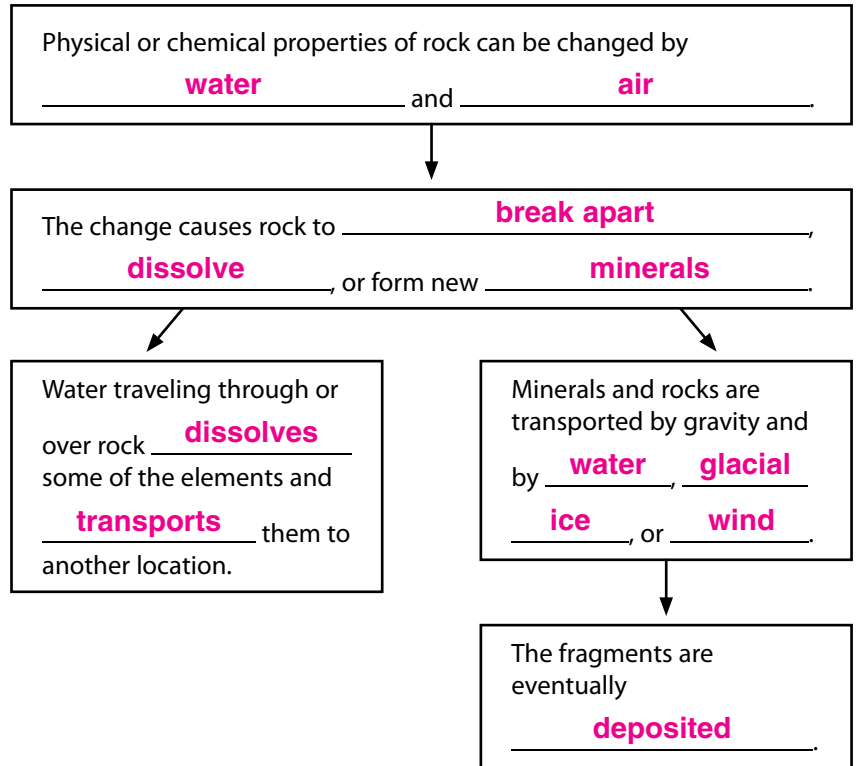 Physical or chemical properties of rock can be changed by
water and air.
The change causes rock to break apart,
dissolve, or form new minerals.
Water traveling through or
over rock dissolves
some of the elements and
transports them to
another location.
Minerals and rocks are
transported by gravity and
by water, glacial
ice, or wind.
The fragments are
eventually
deposited.